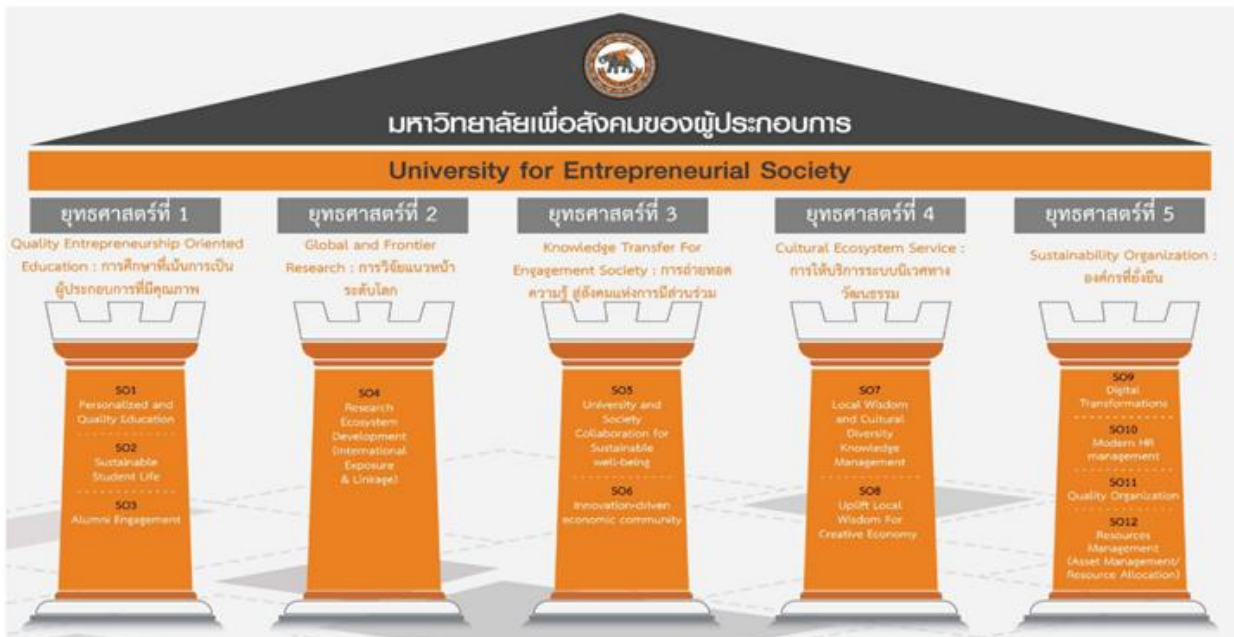 มหาวิทยาลัยเพื่อสังคมของผู้ประกอบการ
University for Entrepreneurial Society
ยุทธศาสตร์ที่ 1
Quality Entrepreneurship Oriented
Education : การศึกษาที่เน้นการเป็น
ผู้ประกอบการที่มีคุณภาพ
SO1
Personalized and
Quality Education
SO2
Sustainable
Student Life
SO3
Alumni Engagement
ยุทธศาสตร์ที่ 2
Global and Frontier
Research : การวิจัยแนวหน้า
ระดับโลก
SO4
Research
Ecosystem
Development
(International
Exposure
& Linkage)
ยุทธศาสตร์ที่ 3
Knowledge Transfer For
Engagement Society : การถ่ายทอด
ความรู้ สู่สังคมแห่งการมีส่วนร่วม
SO5
University and
Society
Collaboration for
Sustainable
well-being
SO6
Innovation-driven
economic community
ยุทธศาสตร์ที่ 4
Cultural Ecosystem Service :
การให้บริการระบบนิเวศทาง
วัฒนธรรม
SO7
Local Wisdom
and Cultural
Diversity
Knowledge
Management
SO8
Uplift Local
Wisdom For
Creative Economy
ยุทธศาสตร์ที่ 5
Sustainability Organization :
องค์กรที่ยั่งยืน
SO9
Digital
Transformations
SO10
Modern HR
management
SO11
Quality Organization
SO12
Resources
Management
(Asset Management/
Resource Allocation)